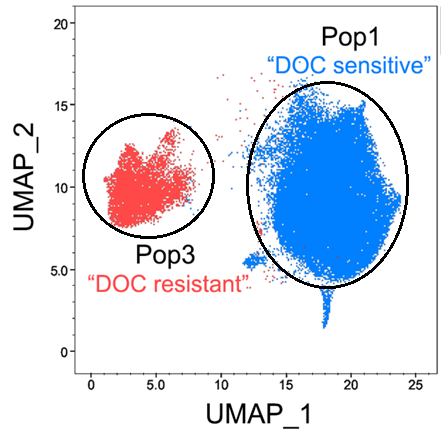 20
Pop1
“DOC sensitive”
15
UMAP_2
10
Pop3
5.0
“DOC resistant”
0
0 5.0 10 15 20 25
UMAP_1